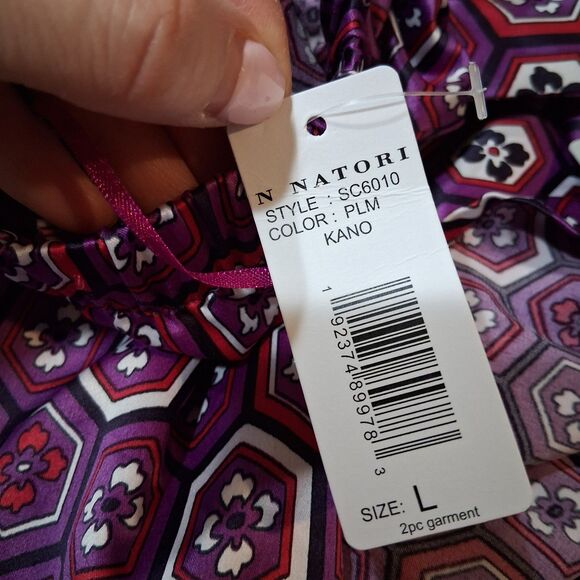 N NATORI
STYLE : SC6010
COLOR : PLM
KANO
1 92374 89978 3
SIZE: L
2pc garment